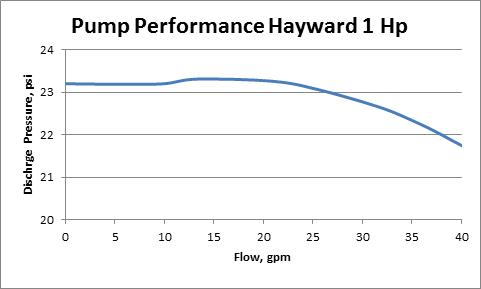 Pump Performance Hayward 1 Hp
24
23
22
21
20
Dischrge Pressure, psi
0 5 10 15 20 25 30 35 40
Flow, gpm